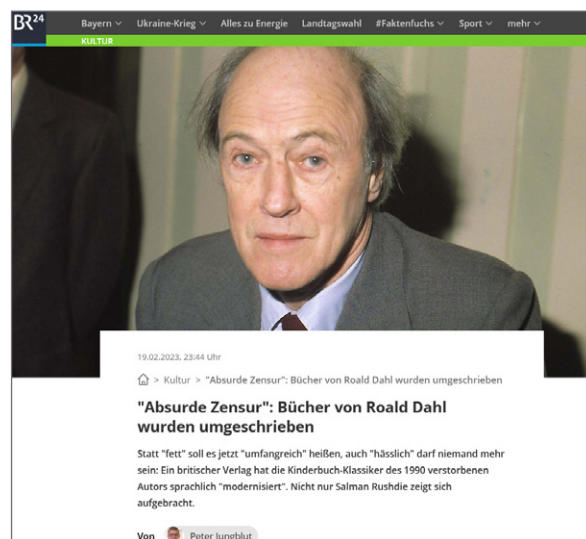 BR24
Bayern Ukraine-Krieg Alles zu Energie Landtagswahl #Faktenfuchs Sport mehr
KULTUR
19.02.2023, 23:44 Uhr
> Kultur > "Absurde Zensur": Bücher von Roald Dahl wurden umgeschrieben
"Absurde Zensur": Bücher von Roald Dahl
wurden umgeschrieben
Statt "fett" soll es jetzt "umfangreich" heißen, auch "hässlich" darf niemand mehr
sein: Ein britischer Verlag hat die Kinderbuch-Klassiker des 1990 verstorbenen
Autors sprachlich "modernisiert". Nicht nur Salman Rushdie zeigt sich
aufgebracht.
Von Peter Jungblut